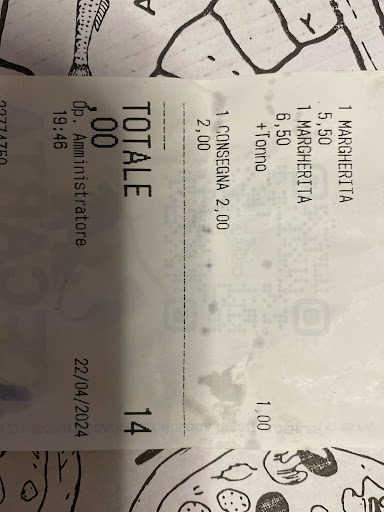 1 MARGHERITA
5,50
1 MARGHERITA
6,50
+Tonno 1,00
1 CONSEGNA 2,00
2,00
TOTALE 14
,00
Op. Amministratore 22/04/2024
19:46